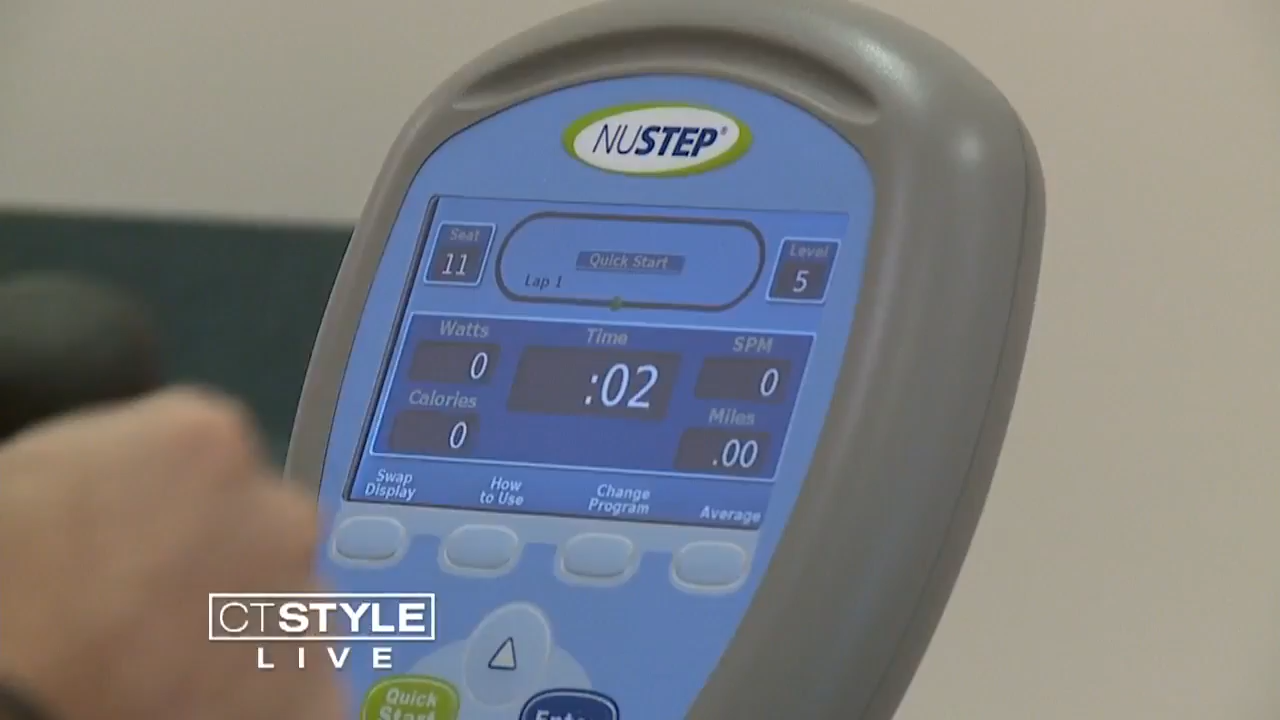 NUSTEP®
Seat
11
Quick Start
Lap 1
Level
5
Watts
0
Time
:02
SPM
0
Calories
0
Miles
.00
Swap
Display
How
to Use
Change
Program
Average
CTSTYLE
LIVE
Quick
Start